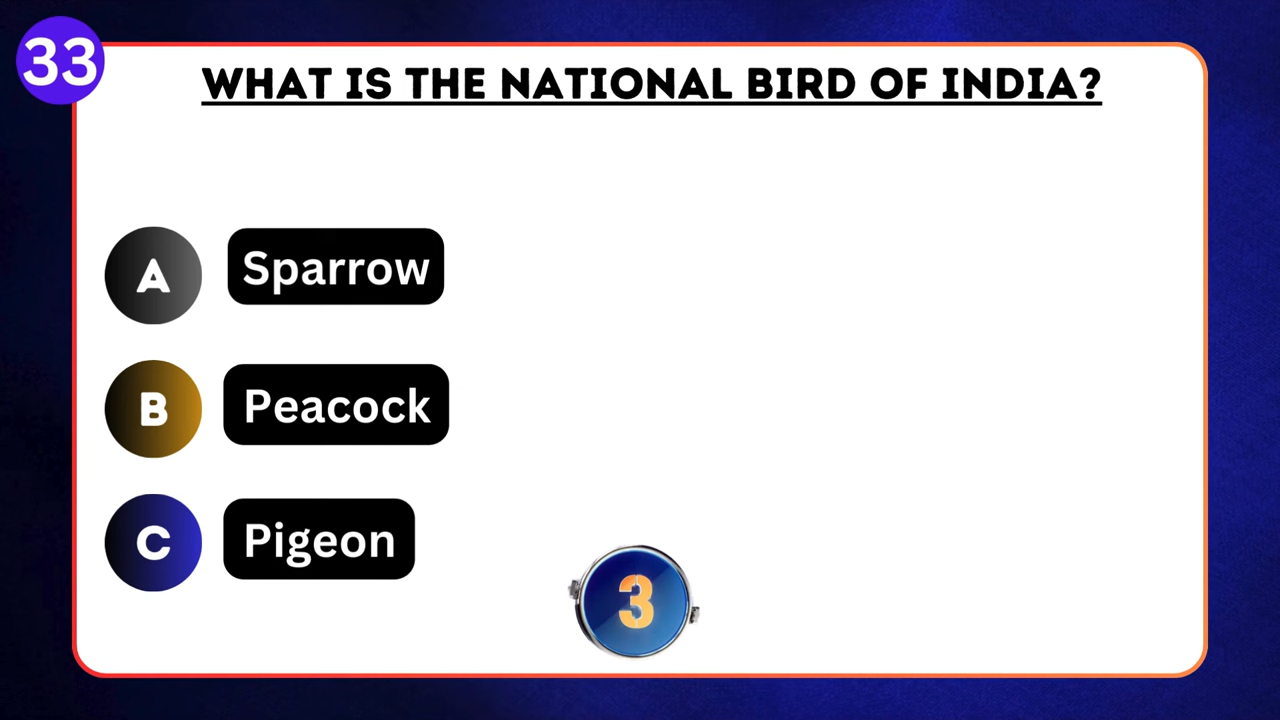 33
WHAT IS THE NATIONAL BIRD OF INDIA?
A Sparrow
B Peacock
C Pigeon
3